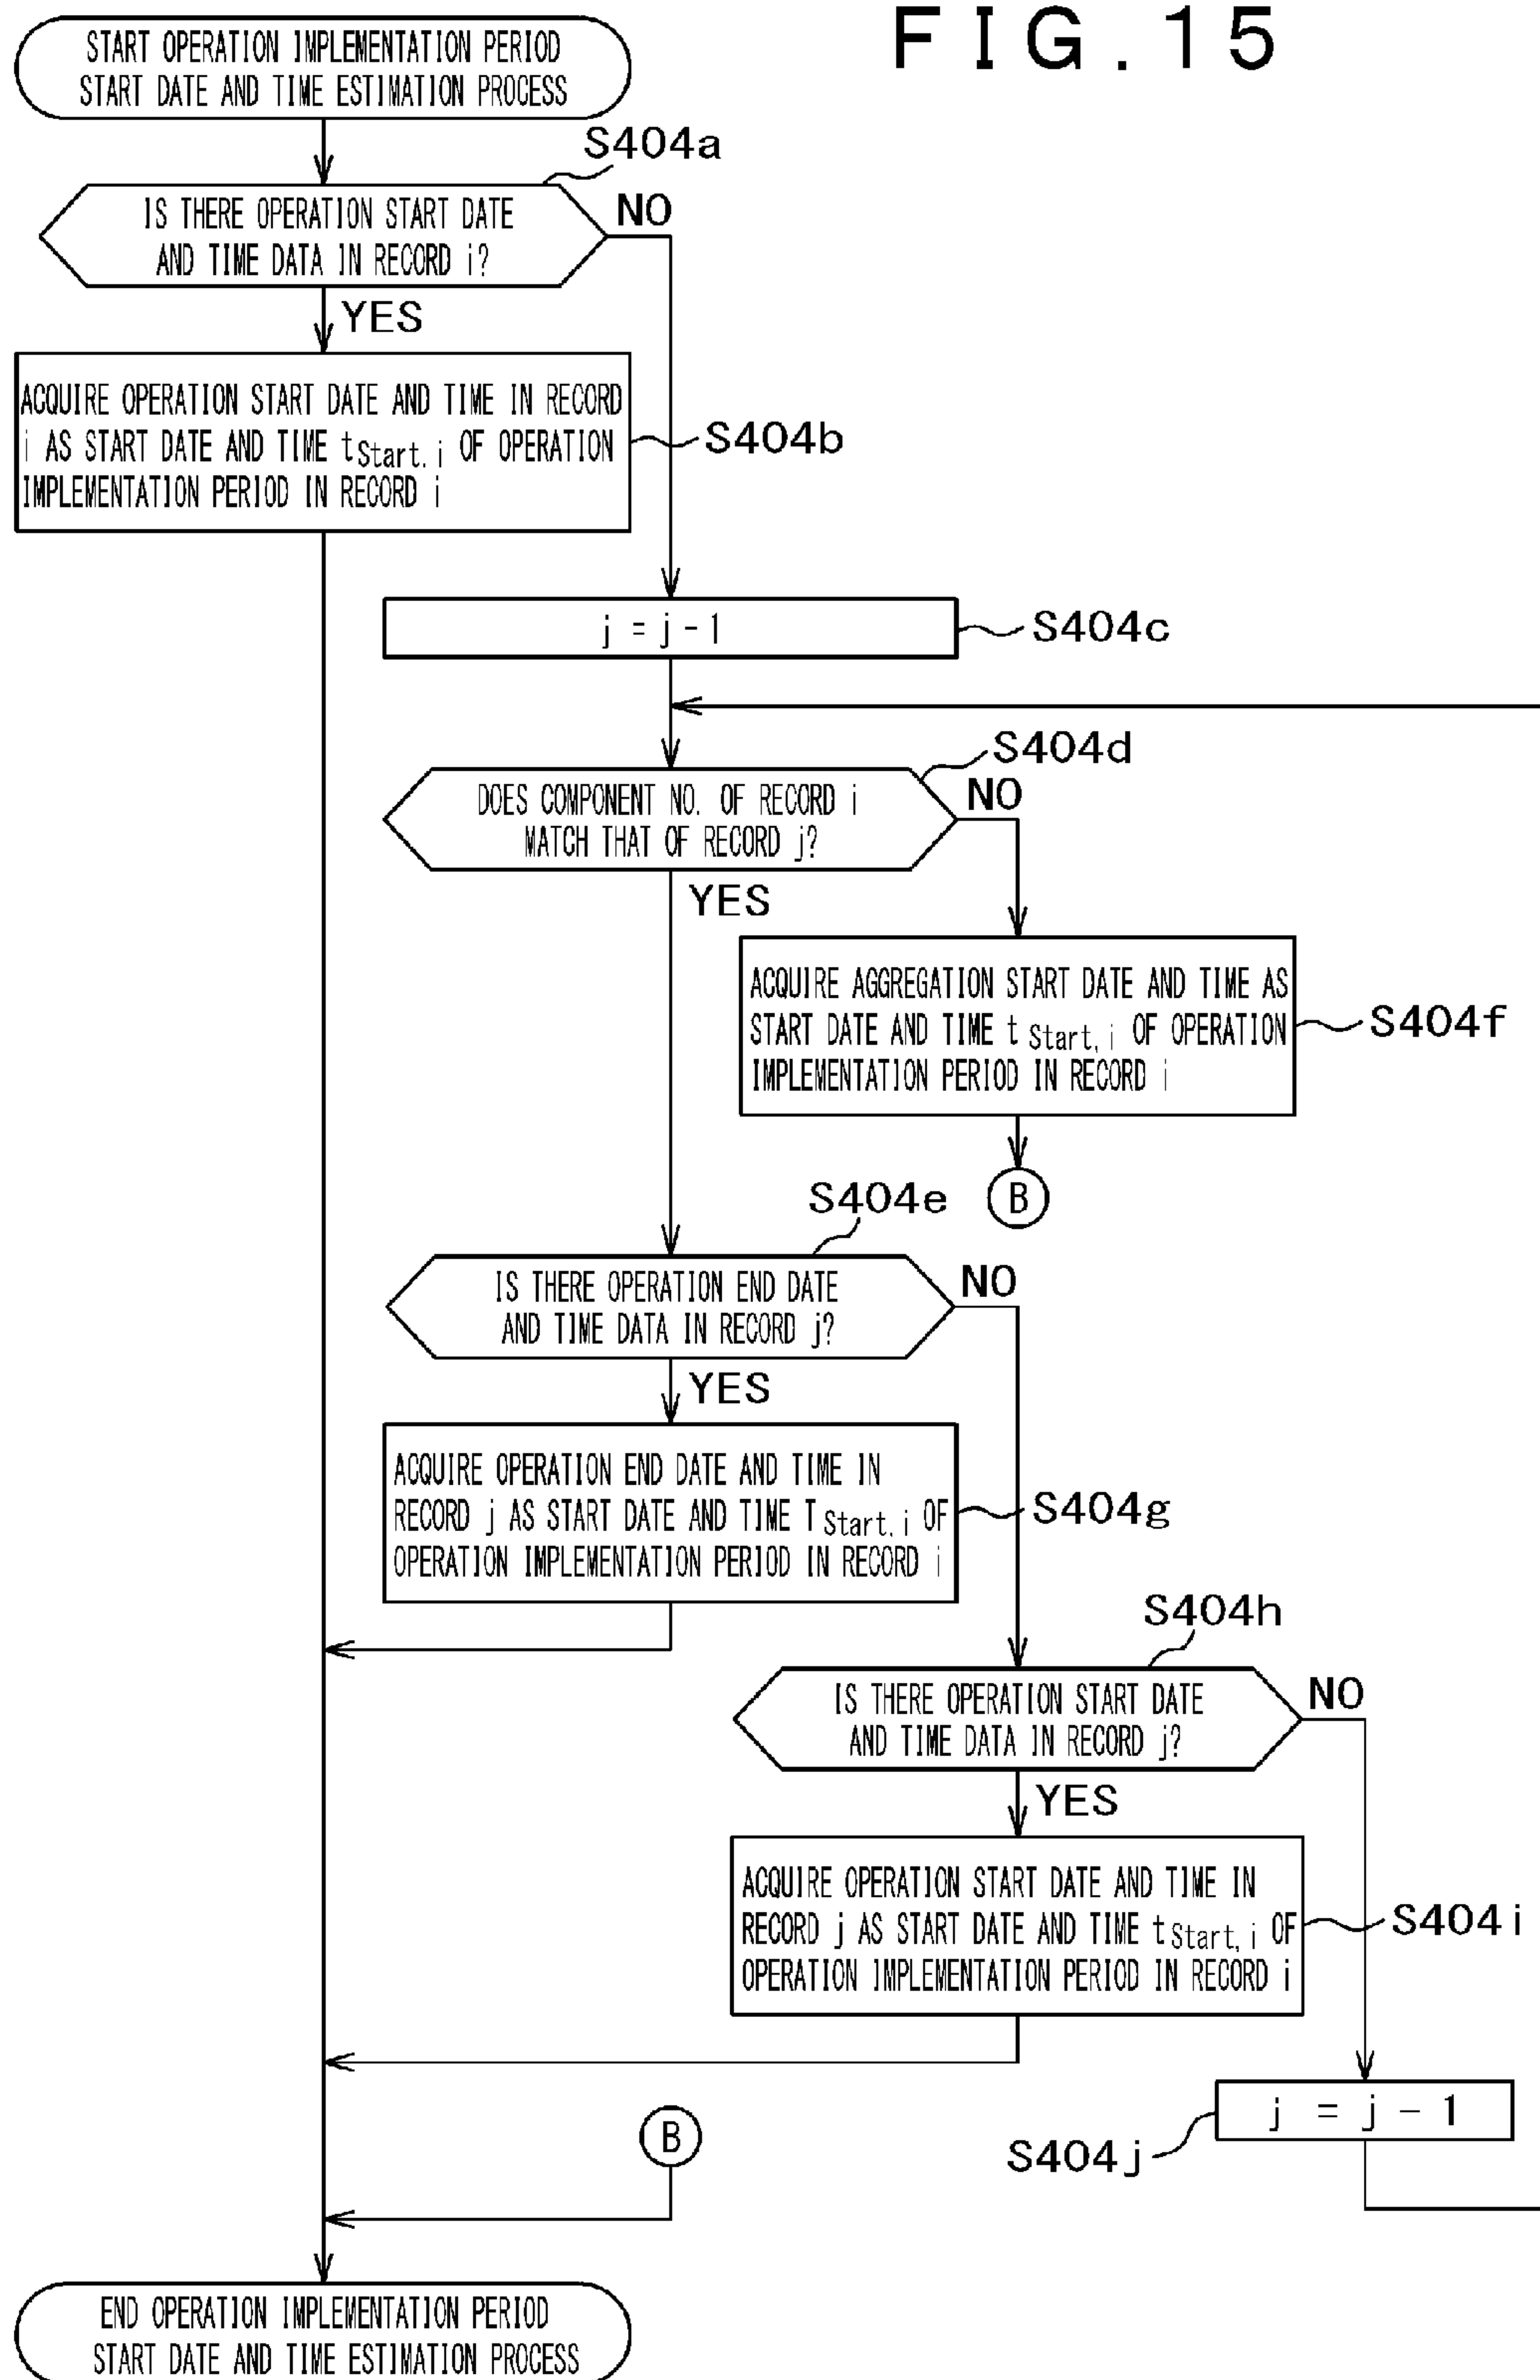 FIG.15
START OPERATION IMPLEMENTATION PERIOD
START DATE AND TIME ESTIMATION PROCESS
S404a
IS THERE OPERATION START DATE
AND TIME DATA IN RECORD i?
NO
YES
ACQUIRE OPERATION START DATE AND TIME IN RECORD
i AS START DATE AND TIME tStart, i OF OPERATION
IMPLEMENTATION PERIOD IN RECORD i
S404b
j = j - 1
S404c
S404d
DOES COMPONENT NO. OF RECORD i
MATCH THAT OF RECORD j?
NO
YES
ACQUIRE AGGREGATION START DATE AND TIME AS
START DATE AND TIME tStart, i OF OPERATION
IMPLEMENTATION PERIOD IN RECORD i
S404f
B
S404e
IS THERE OPERATION END DATE
AND TIME DATA IN RECORD j?
NO
YES
ACQUIRE OPERATION END DATE AND TIME IN
RECORD j AS START DATE AND TIME TStart, i OF
OPERATION IMPLEMENTATION PERIOD IN RECORD i
S404g
S404h
IS THERE OPERATION START DATE
AND TIME DATA IN RECORD j?
NO
YES
ACQUIRE OPERATION START DATE AND TIME IN
RECORD j AS START DATE AND TIME tStart, i OF
OPERATION IMPLEMENTATION PERIOD IN RECORD i
S404i
j = j - 1
S404j
B
END OPERATION IMPLEMENTATION PERIOD
START DATE AND TIME ESTIMATION PROCESS